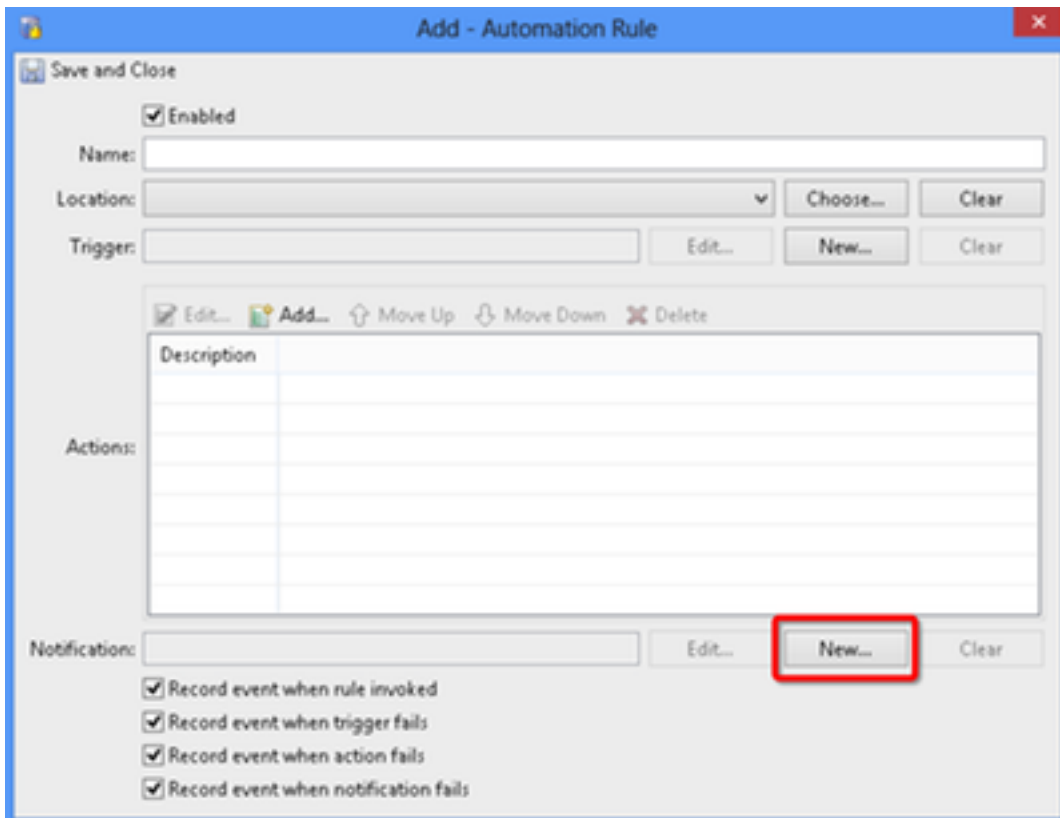 Add - Automation Rule
Save and Close
Enabled
Name:
Location: Choose... Clear
Trigger: Edit... New... Clear
Edit... Add... Move Up Move Down Delete
Description
Actions:
Notification: Edit... New... Clear
Record event when rule invoked
Record event when trigger fails
Record event when action fails
Record event when notification fails